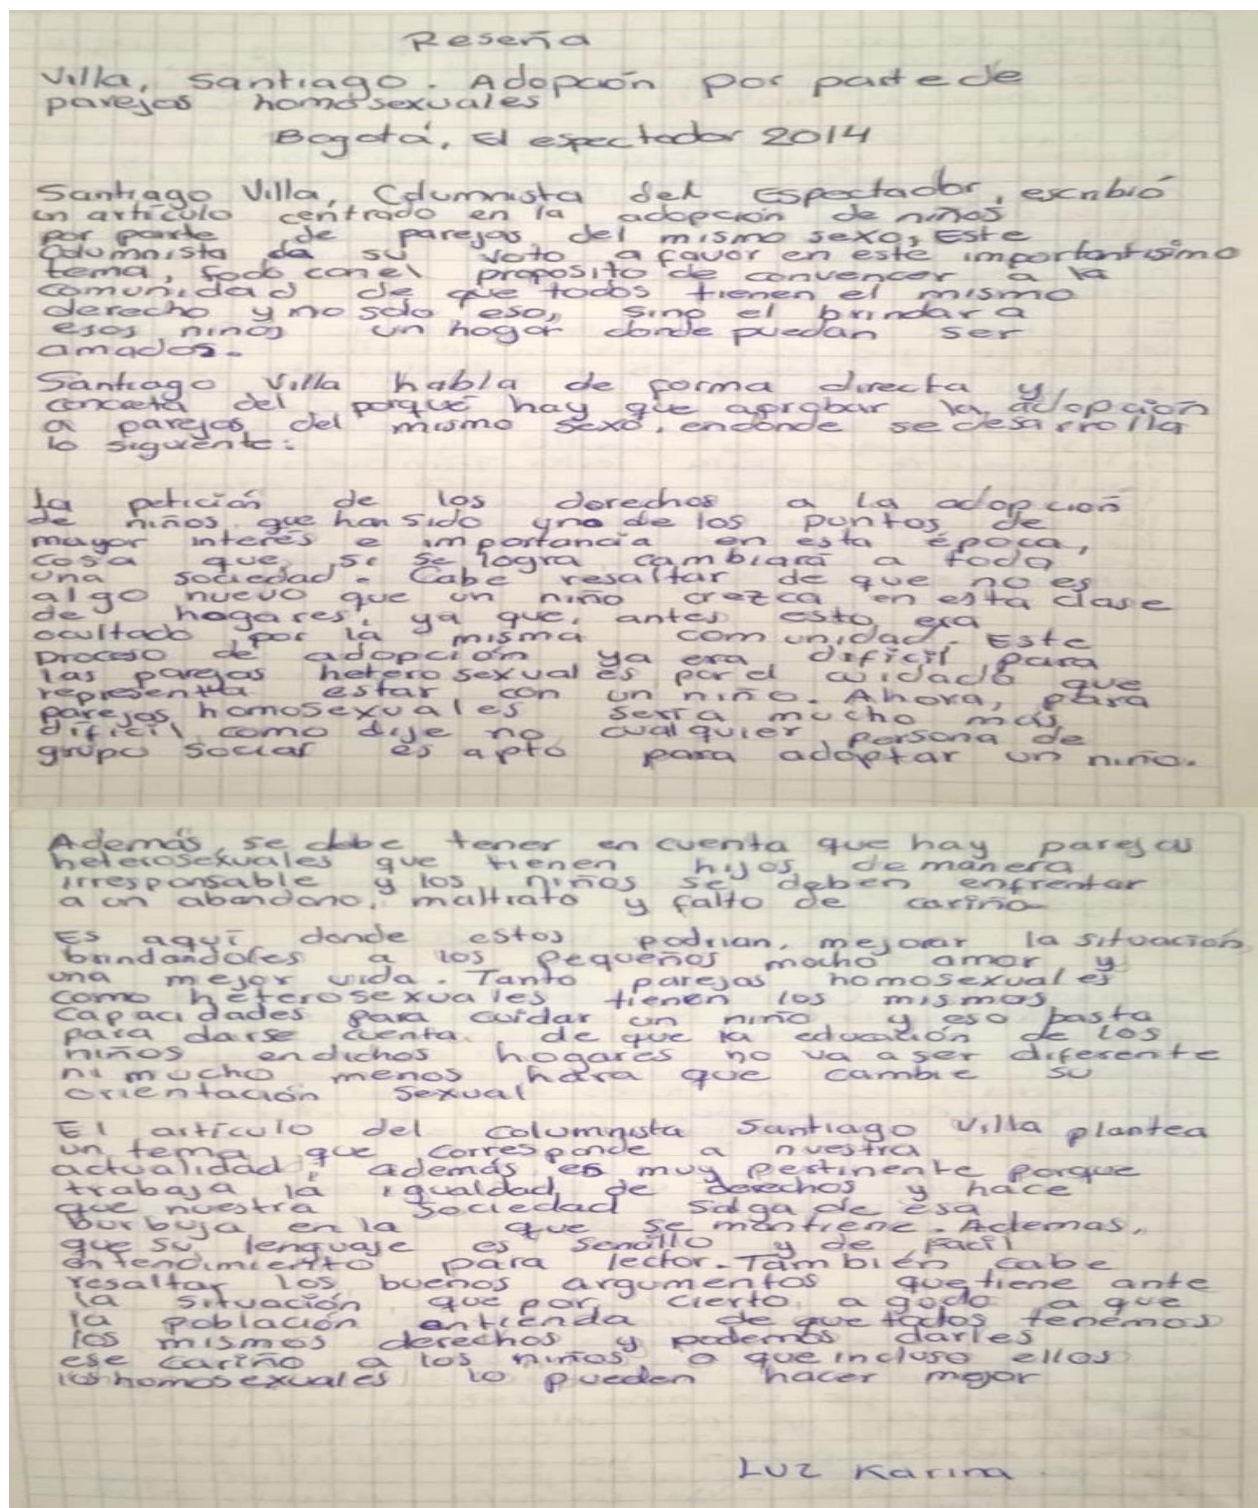 Reseña
Villa, Santiago. Adopción por parte de
parejas homosexuales
Bogotá, El espectador 2014
Santiago Villa, Columnista del Espectador, escribió
un artículo centrado en la adopción de niños
por parte de parejas del mismo sexo, Este
Columnista da su voto a favor en este importantísimo
tema, todo con el proposito de convencer a la
comunidad de que todos tienen el mismo
derecho y no solo eso, sino el brindar a
esos niños un hogar donde puedan ser
amados.
Santiago Villa habla de forma directa y
concreta del porqué hay que aprobar la adopción
a parejas del mismo sexo, endonde se desarrolla
lo siguiente:
La petición de los derechos a la adopción
de niños, que han sido uno de los puntos de
mayor interés e importancia en esta época,
cosa que, si se logra cambiará a toda
una sociedad. Cabe resaltar de que no es
algo nuevo que un niño crezca en esta clase
de hogares, ya que, antes esto era
ocultado por la misma comunidad. Este
proceso de adopción ya era dificil para
las parejas heterosexuales por el cuidado que
representa estar con un niño. Ahora, para
parejas homosexuales sería mucho más
dificil, como dije no cualquier persona de
grupo social es apto para adoptar un niño.
Además, se debe tener en cuenta que hay parejas
heterosexuales que tienen hijos de manera
irresponsable y los niños se deben enfrentar
a un abandono, maltrato y falto de cariño
Es aquí donde estos podrian, mejorar la situación,
brindandoles a los pequeños mucho amor y
una mejor vida. Tanto parejas homosexuales
como heterosexuales tienen los mismos
capacidades para cuidar un niño y eso basta
para darse cuenta de que la educación de los
niños endichos hogares no va a ser diferente
ni mucho menos hara que cambie su
orientación sexual
El artículo del columnista Santiago Villa plantea
un tema que corresponde a nuestra
actualidad, además es muy pertinente porque
trabaja la igualdad de derechos y hace
que nuestra sociedad salga de esa
burbuja en la que se mantiene. Ademas,
que su lenguaje es sencillo y de facil
entendimiento para lector. También cabe
resaltar los buenos argumentos que tiene ante
la situación que por cierto, a a que
la población entienda de que todos tenemos
los mismos derechos y podemos darles
ese cariño a los niños, o que incluso ellos
los homosexuales lo pueden hacer mejor
Luz Karina